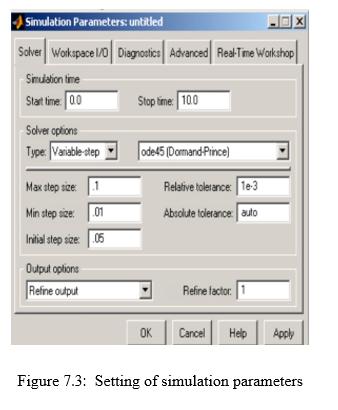 Simulation Parameters: untitled
Solver Workspace I/O Diagnostics Advanced Real-Time Workshop
Simulation time
Start time: 0.0 Stop time: 10.0
Solver options
Type: Variable-step ode45 (Dormand-Prince)
Max step size: .1 Relative tolerance: 1e-3
Min step size: .01 Absolute tolerance: auto
Initial step size: .05
Output options
Refine output Refine factor: 1
OK Cancel Help Apply
Figure 7.3: Setting of simulation parameters